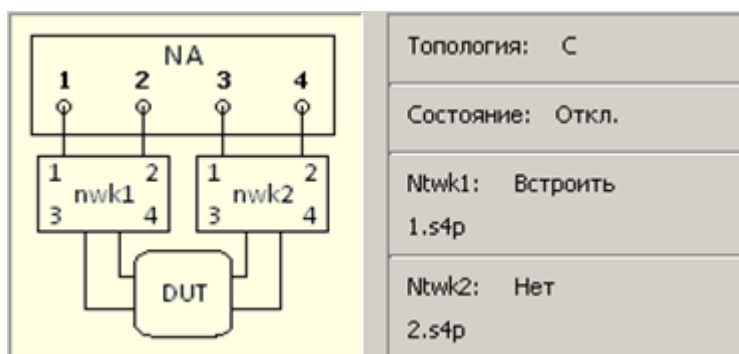 NA
1 2 3 4
1 2 1 2
nwk1 nwk2
3 4 3 4
DUT
Топология: C
Состояние: Откл.
Ntwk1: Встроить
1.s4p
Ntwk2: Нет
2.s4p